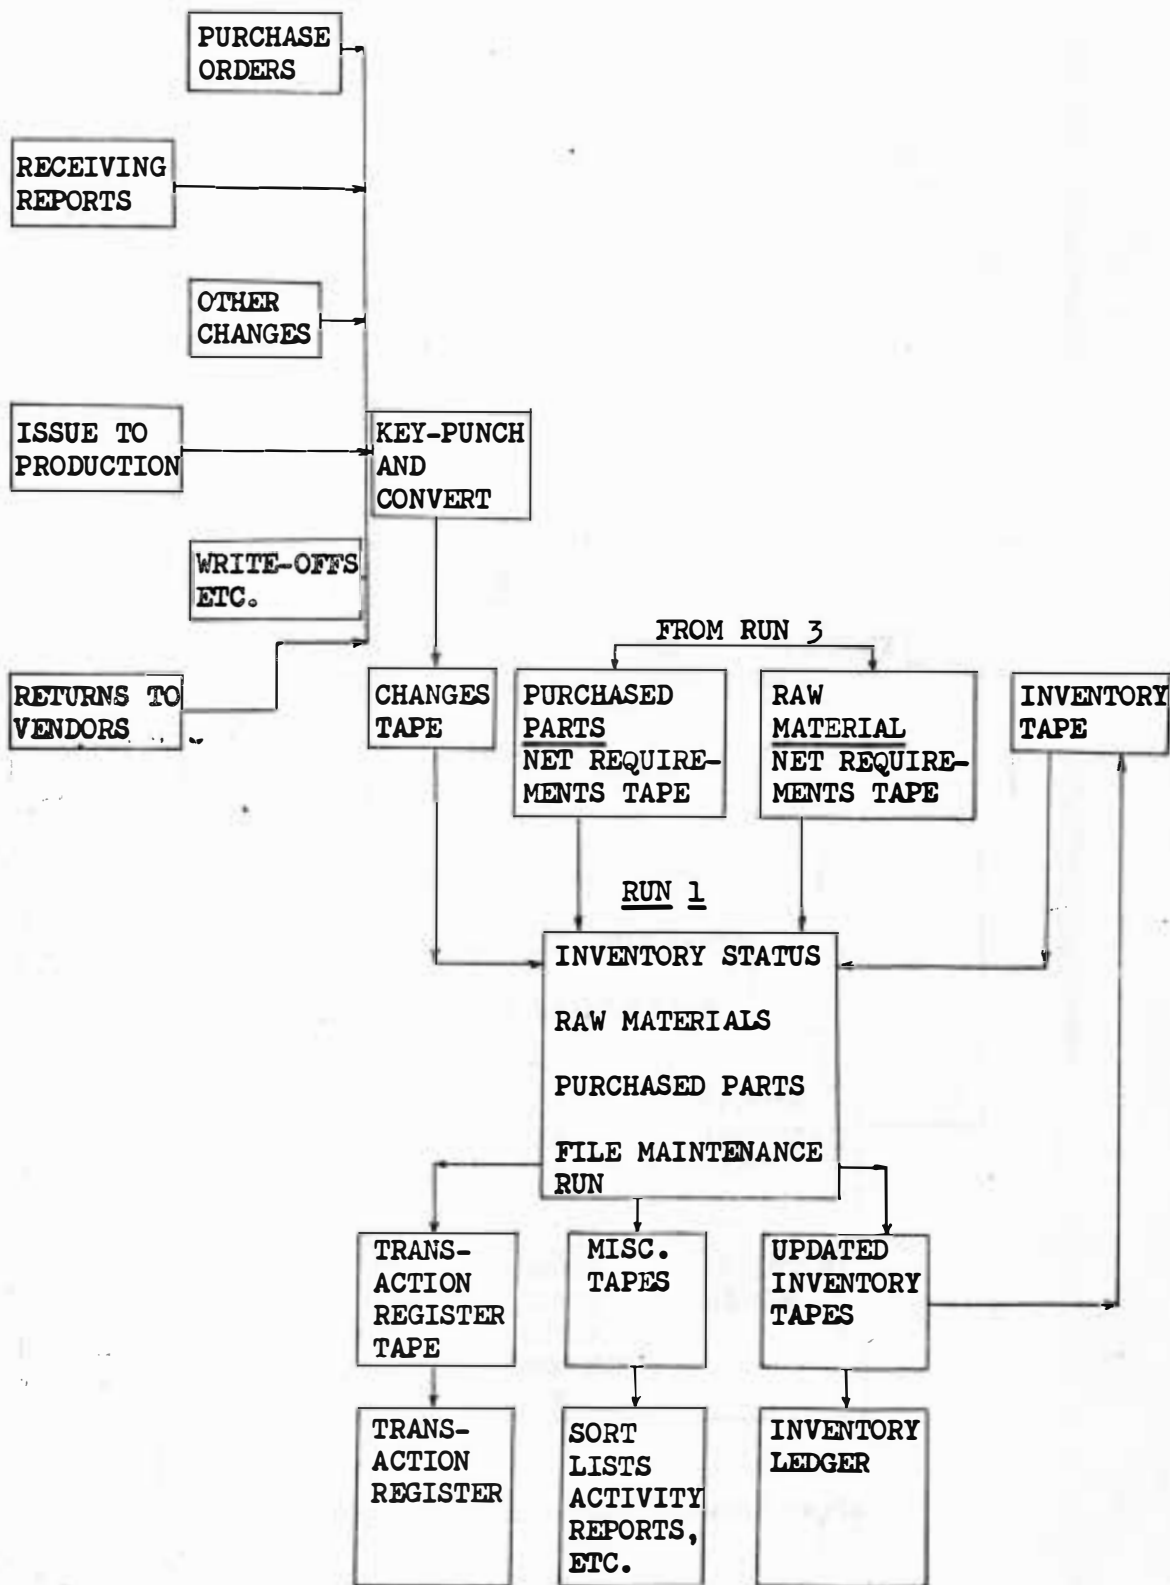 PURCHASE
ORDERS
RECEIVING
REPORTS
OTHER
CHANGES
ISSUE TO
PRODUCTION
KEY-PUNCH
AND
CONVERT
WRITE-OFFS
ETC.
RETURNS TO
VENDORS
FROM RUN 3
CHANGES
TAPE
PURCHASED
PARTS
NET REQUIRE-
MENTS TAPE
RAW
MATERIAL
NET REQUIRE-
MENTS TAPE
INVENTORY
TAPE
RUN 1
INVENTORY STATUS
RAW MATERIALS
PURCHASED PARTS
FILE MAINTENANCE
RUN
TRANS-
ACTION
REGISTER
TAPE
MISC.
TAPES
UPDATED
INVENTORY
TAPES
TRANS-
ACTION
REGISTER
SORT
LISTS
ACTIVITY
REPORTS,
ETC.
INVENTORY
LEDGER